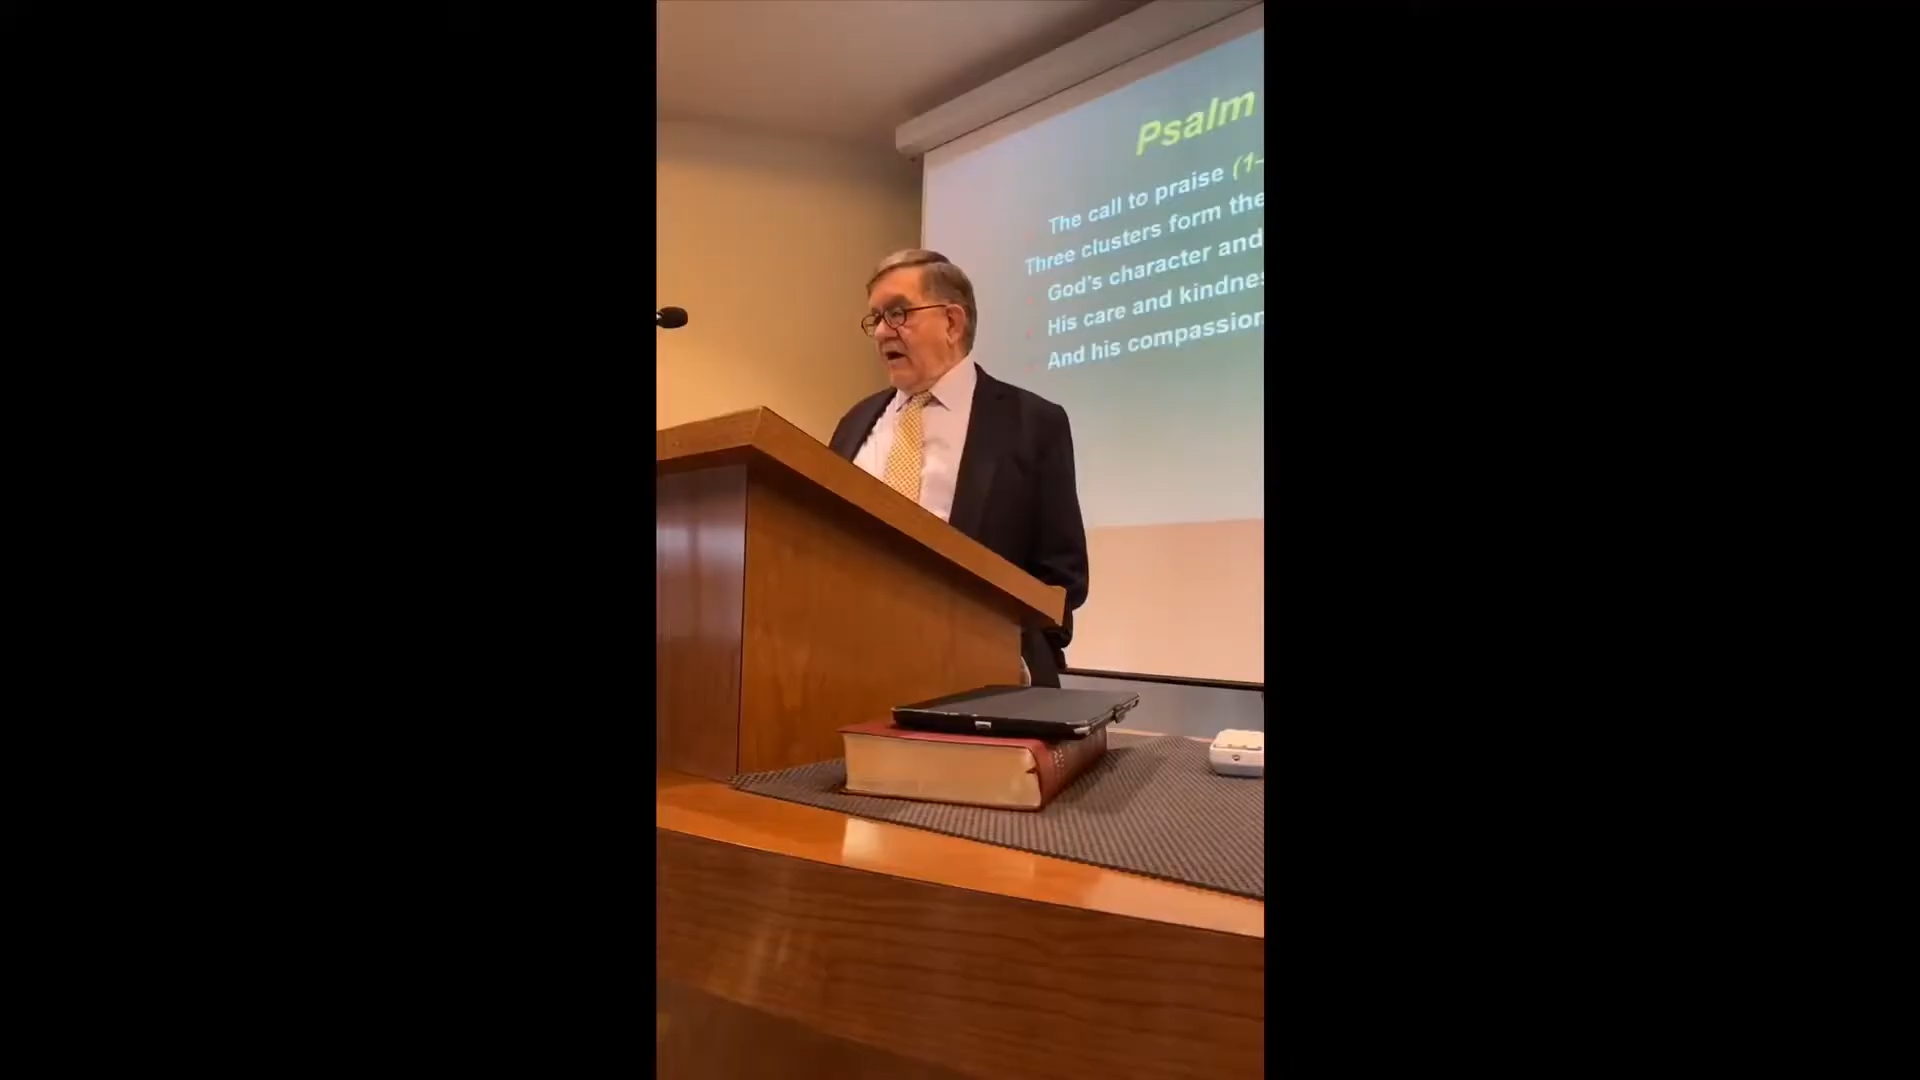 Psalm
The call to praise (1-
Three clusters form the
God's character and
His care and kindnes
And his compassion